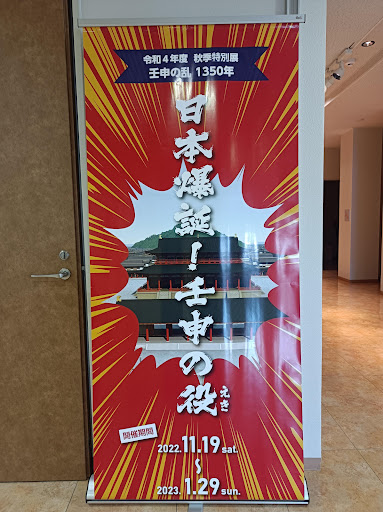 令和4年度 秋季特別展
壬申の乱 1350年
日本爆誕!壬申の役
えき
開催期間
2022.11.19 sat.
～
2023.1.29 sun.